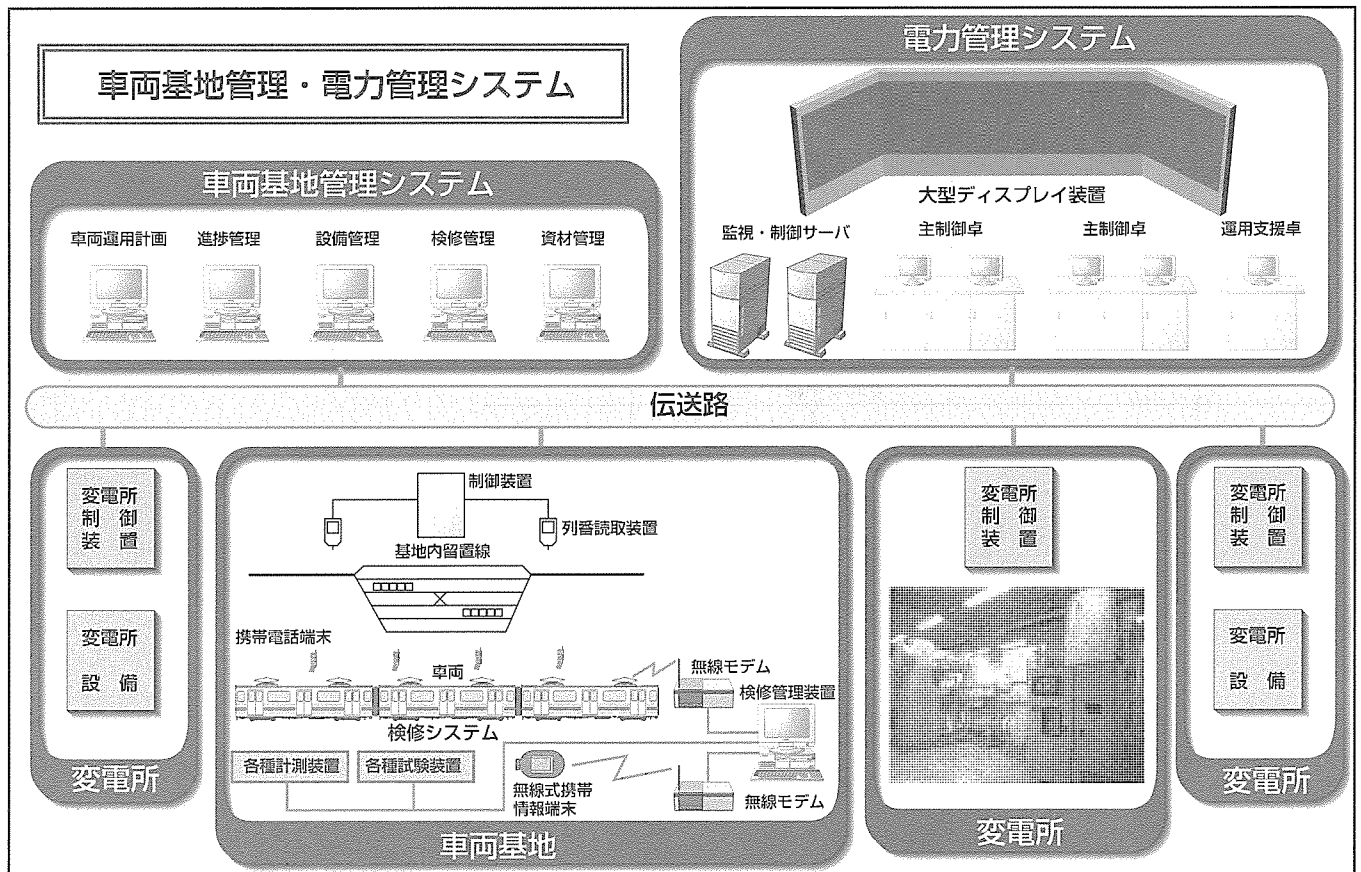 車両基地管理・電力管理システム
電力管理システム
大型ディスプレイ装置
監視・制御サーバ
主制御卓
主制御卓
運用支援卓
車両基地管理システム
車両運用計画
進捗管理
設備管理
検修管理
資材管理
伝送路
変電所
制御
装置
変電所
設備
変電所
制御装置
列番読取装置
基地内留置線
携帯電話端末
車両
無線モデム
検修管理装置
検修システム
各種計測装置
各種試験装置
無線式携帯
情報端末
無線モデム
車両基地
変電所
制御
装置
変電所
変電所
制御
装置
変電所
設備
変電所